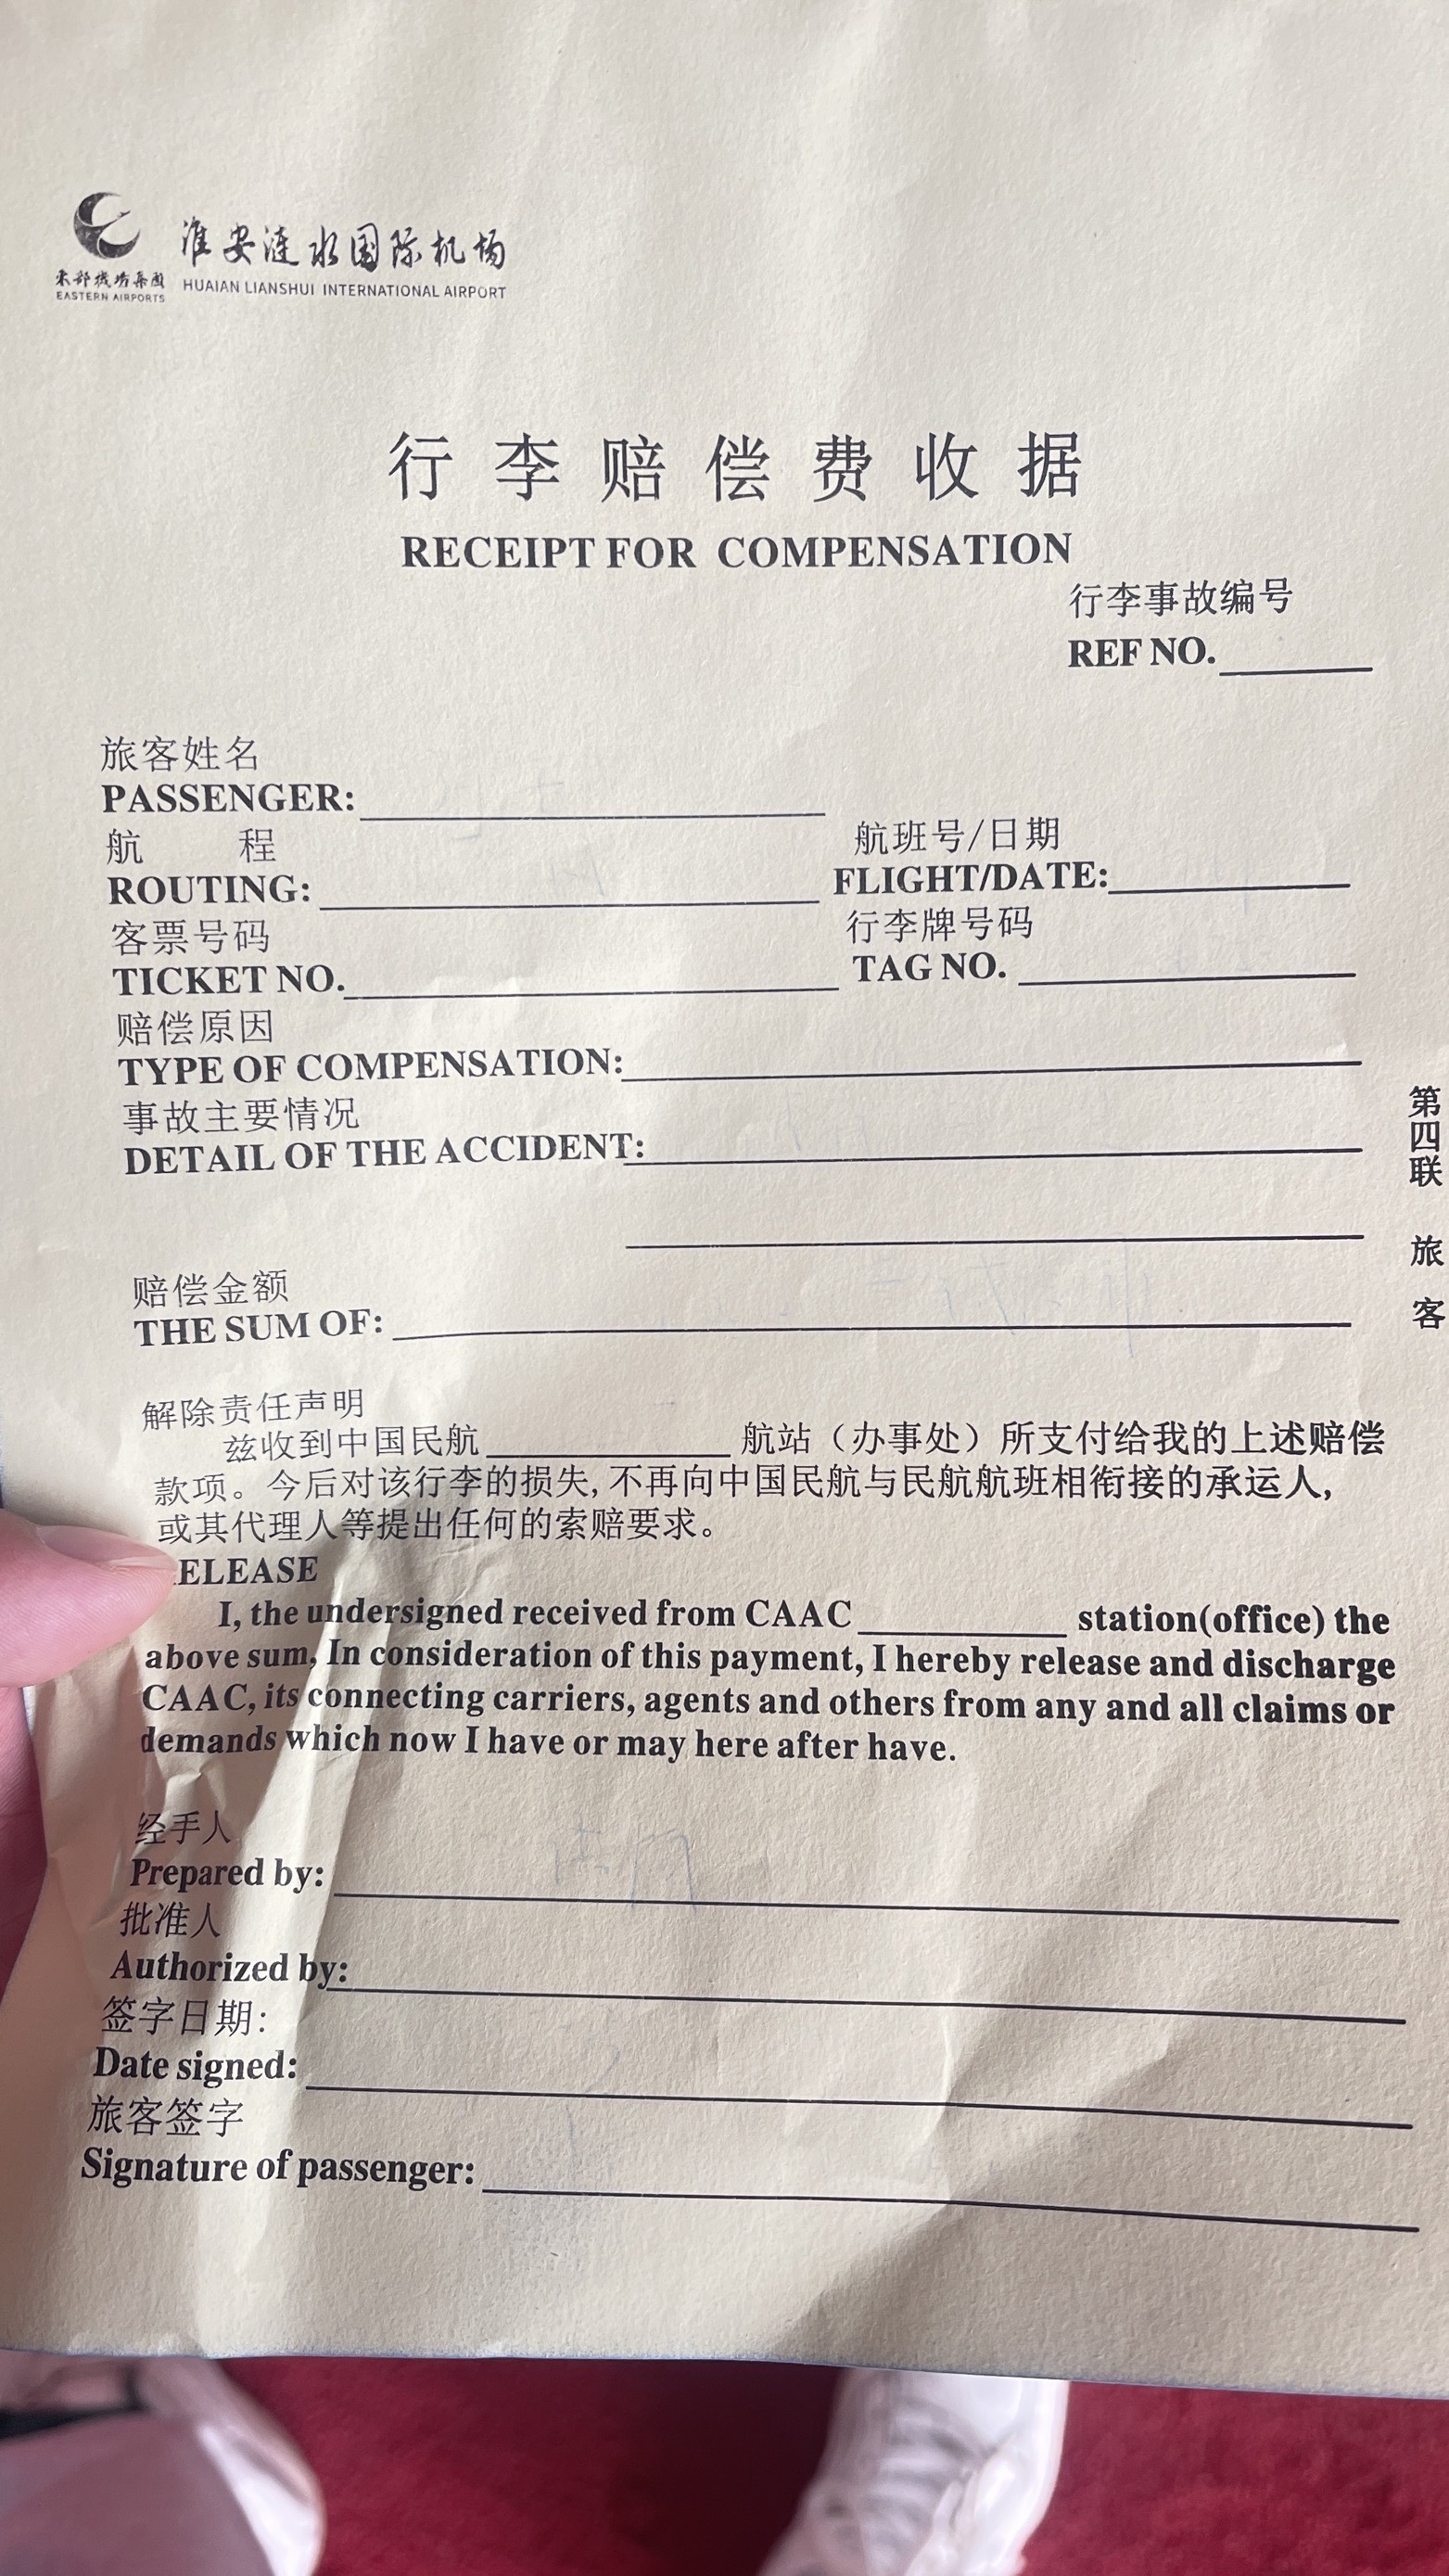 淮安涟水国际机场
东部机场集团
EASTERN AIRPORTS
HUAIAN LIANSHUI INTERNATIONAL AIRPORT
行李赔偿费收据
RECEIPT FOR COMPENSATION
行李事故编号
REF NO.
旅客姓名
PASSENGER:
航 程
航班号/日期
ROUTING:
FLIGHT/DATE:
客票号码
行李牌号码
TICKET NO.
TAG NO.
赔偿原因
TYPE OF COMPENSATION:
事故主要情况
DETAIL OF THE ACCIDENT:
赔偿金额
THE SUM OF:
第四联 旅客
解除责任声明
兹收到中国民航 航站（办事处）所支付给我的上述赔偿
款项。今后对该行李的损失,不再向中国民航与民航航班相衔接的承运人,
或其代理人等提出任何的索赔要求。
ELEASE
I, the undersigned received from CAAC station(office) the
above sum, In consideration of this payment, I hereby release and discharge
CAAC, its connecting carriers, agents and others from any and all claims or
demands which now I have or may here after have.
经手人
Prepared by:
批准人
Authorized by:
签字日期:
Date signed:
旅客签字
Signature of passenger: